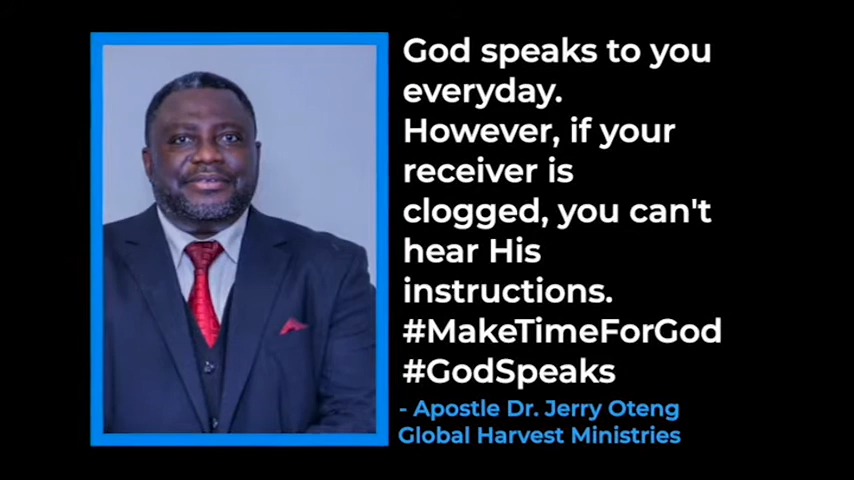 God speaks to you
everyday.
However, if your
receiver is
clogged, you can't
hear His
instructions.
#MakeTimeForGod
#GodSpeaks
- Apostle Dr. Jerry Oteng
Global Harvest Ministries